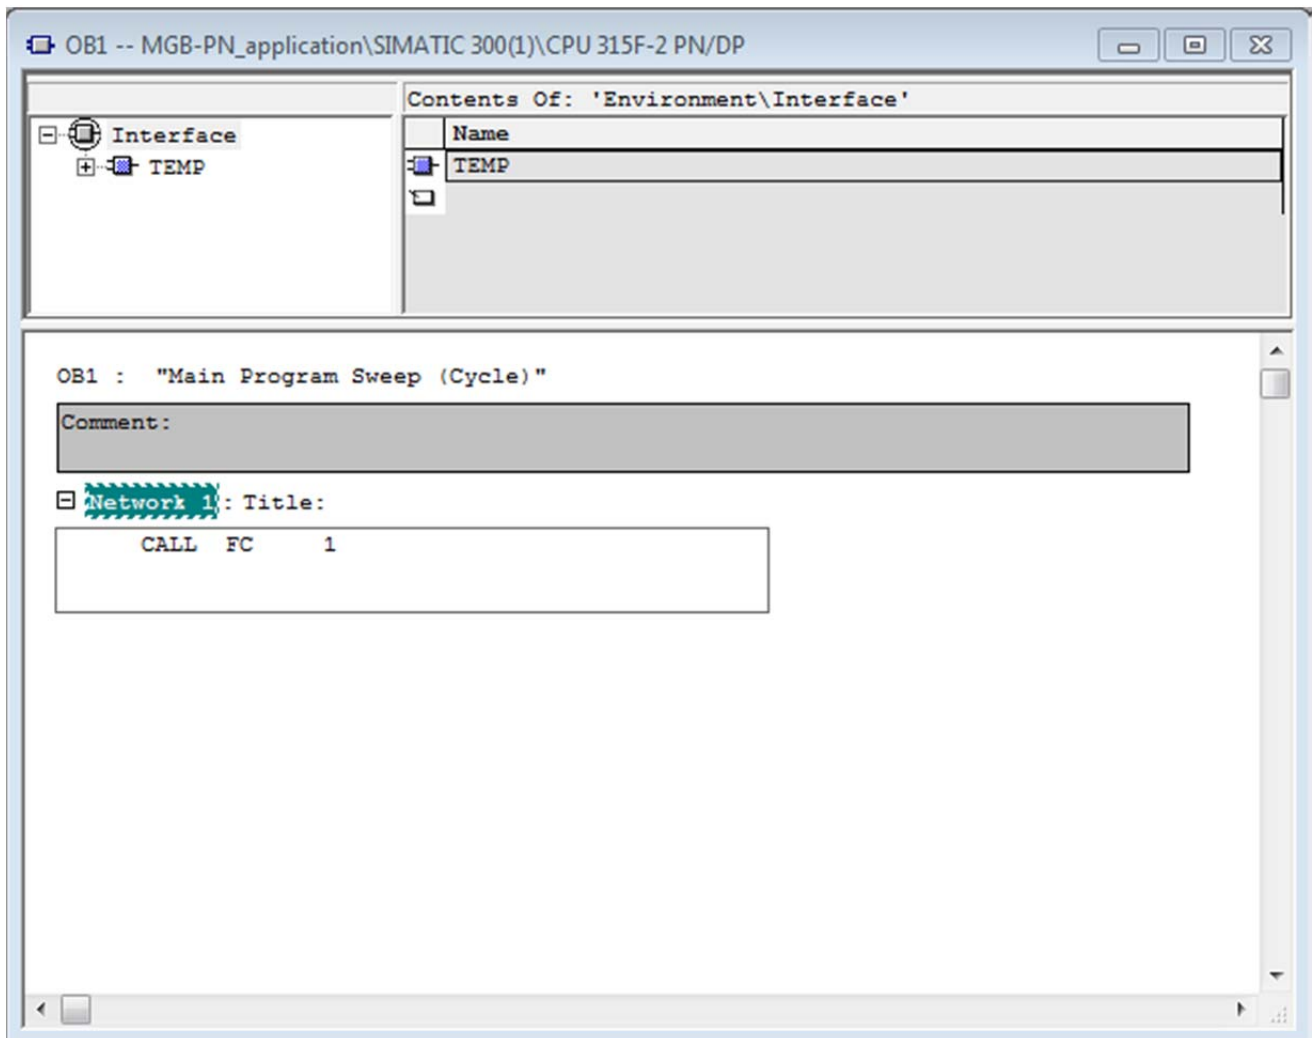 OB1 -- MGB-PN_application\SIMATIC 300(1)\CPU 315F-2 PN/DP
Contents Of: 'Environment\Interface'
Interface
TEMP
Name
TEMP
OB1 : "Main Program Sweep (Cycle)"
Comment:
Network 1: Title:
CALL FC 1